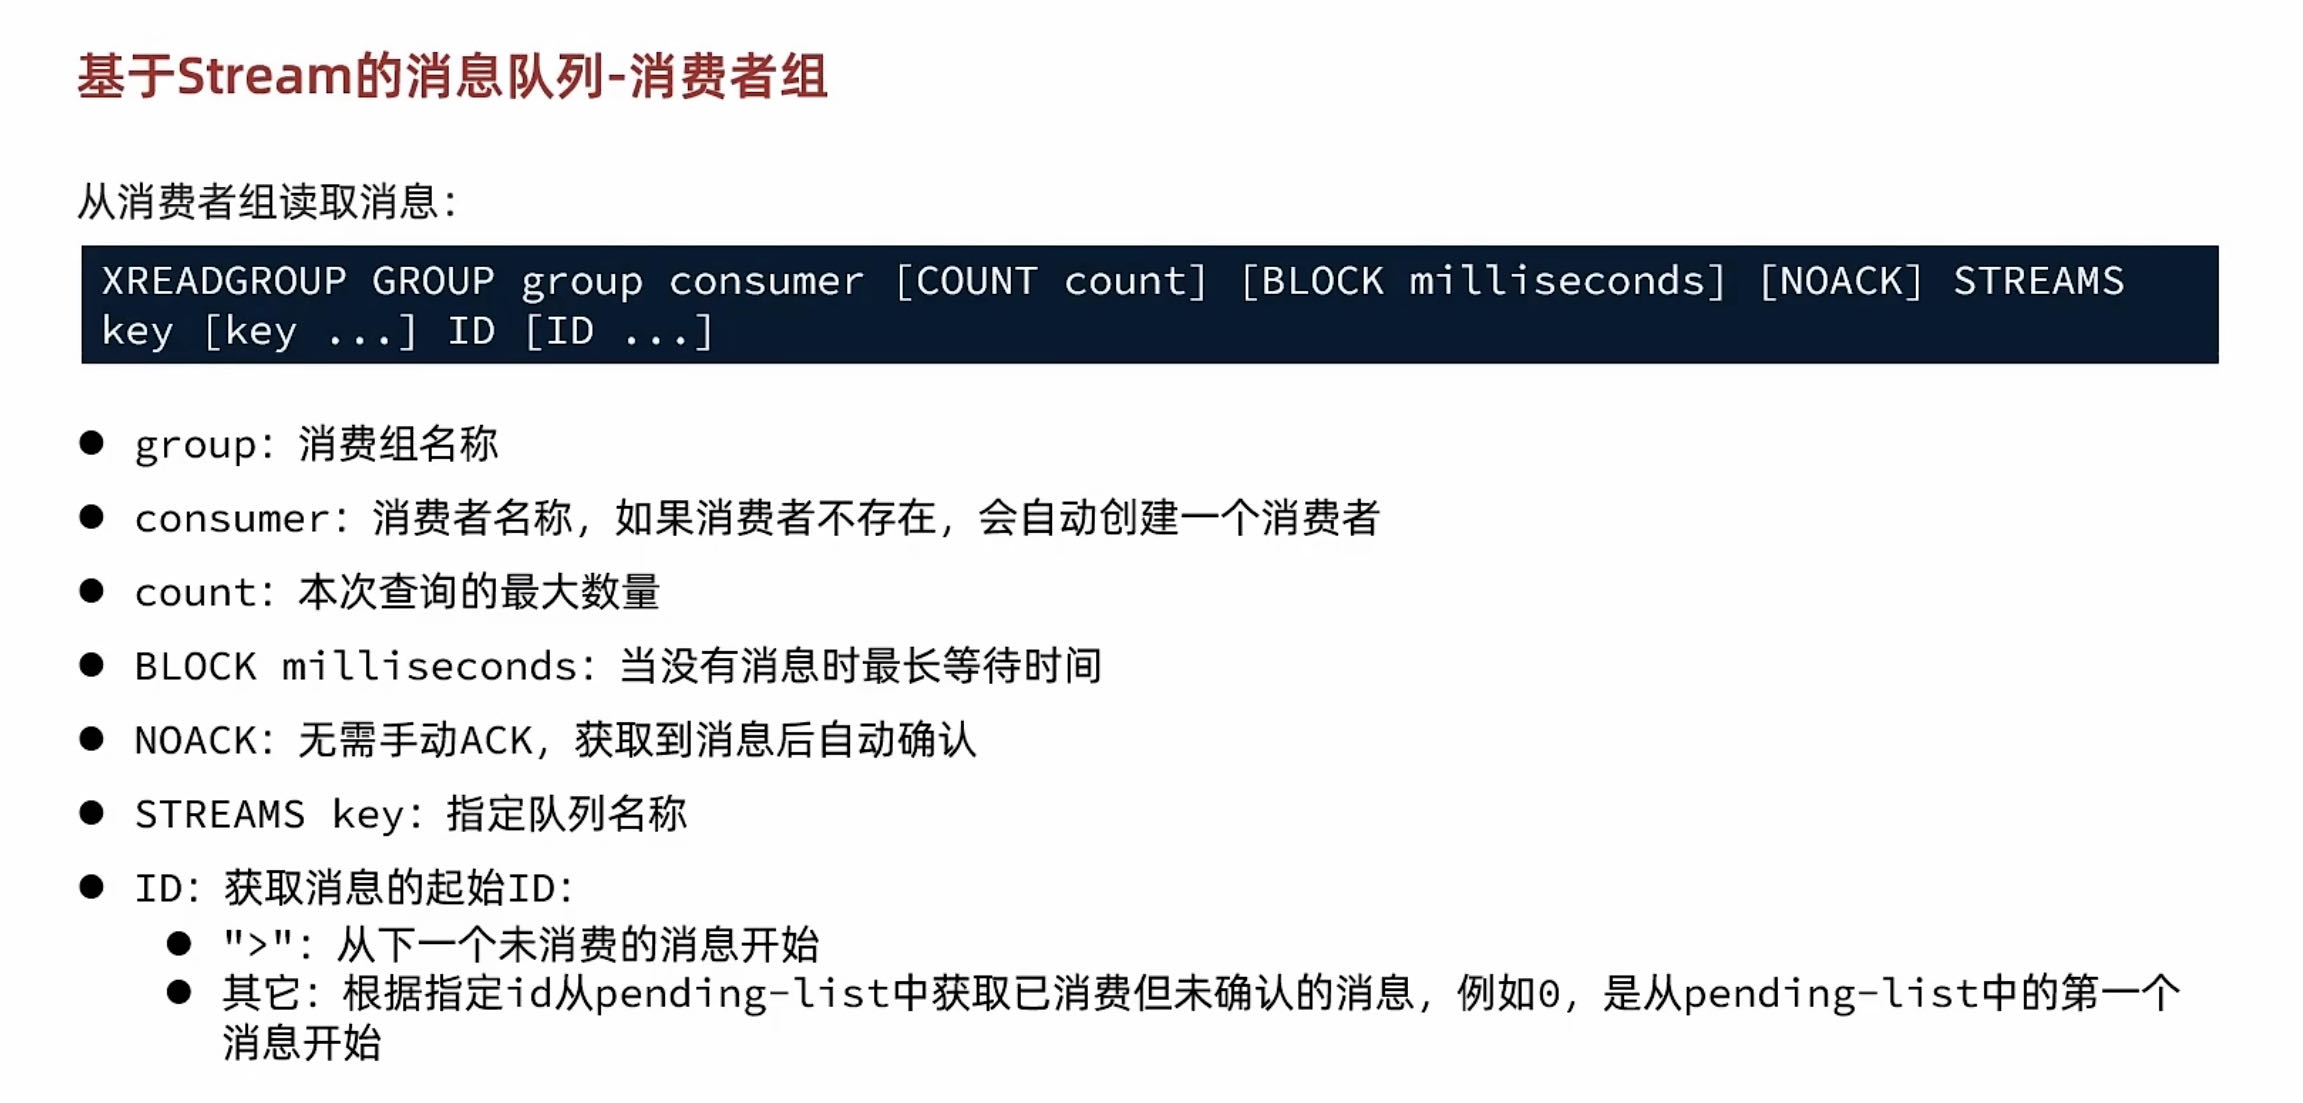 基于Stream的消息队列-消费者组
从消费者组读取消息：
XREADGROUP GROUP group consumer [COUNT count] [BLOCK milliseconds] [NOACK] STREAMS
key [key ...] ID [ID ...]
● group：消费组名称
● consumer：消费者名称，如果消费者不存在，会自动创建一个消费者
● count：本次查询的最大数量
● BLOCK milliseconds：当没有消息时最长等待时间
● NOACK：无需手动ACK，获取到消息后自动确认
● STREAMS key：指定队列名称
● ID：获取消息的起始ID：
● ">"：从下一个未消费的消息开始
● 其它：根据指定id从pending-list中获取已消费但未确认的消息，例如0，是从pending-list中的第一个
消息开始